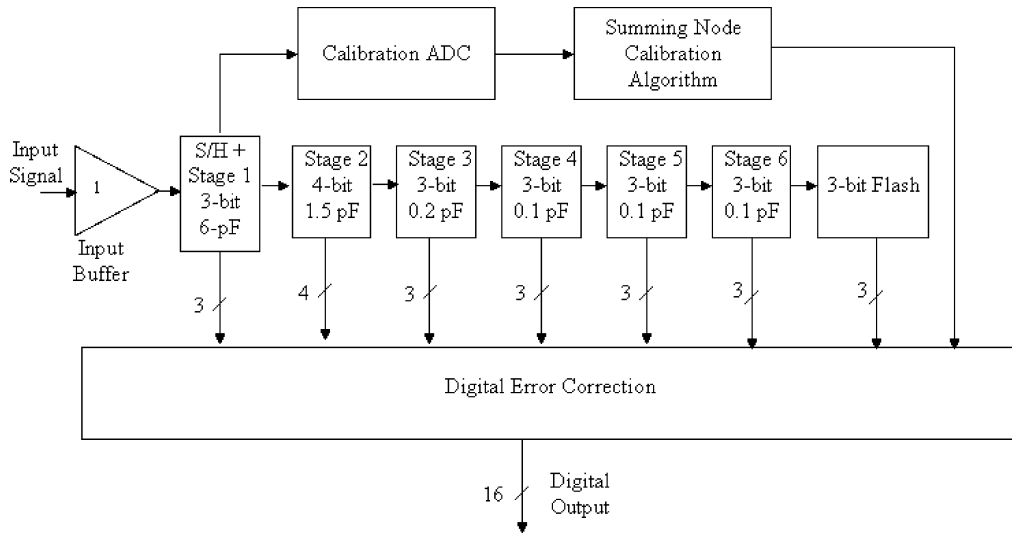 Calibration ADC
Summing Node
Calibration
Algorithm
Input
Signal
1
Input
Buffer
S/H +
Stage 1
3-bit
6-pF
Stage 2
4-bit
1.5 pF
Stage 3
3-bit
0.2 pF
Stage 4
3-bit
0.1 pF
Stage 5
3-bit
0.1 pF
Stage 6
3-bit
0.1 pF
3-bit Flash
3
4
3
3
3
3
3
Digital Error Correction
16
Digital
Output